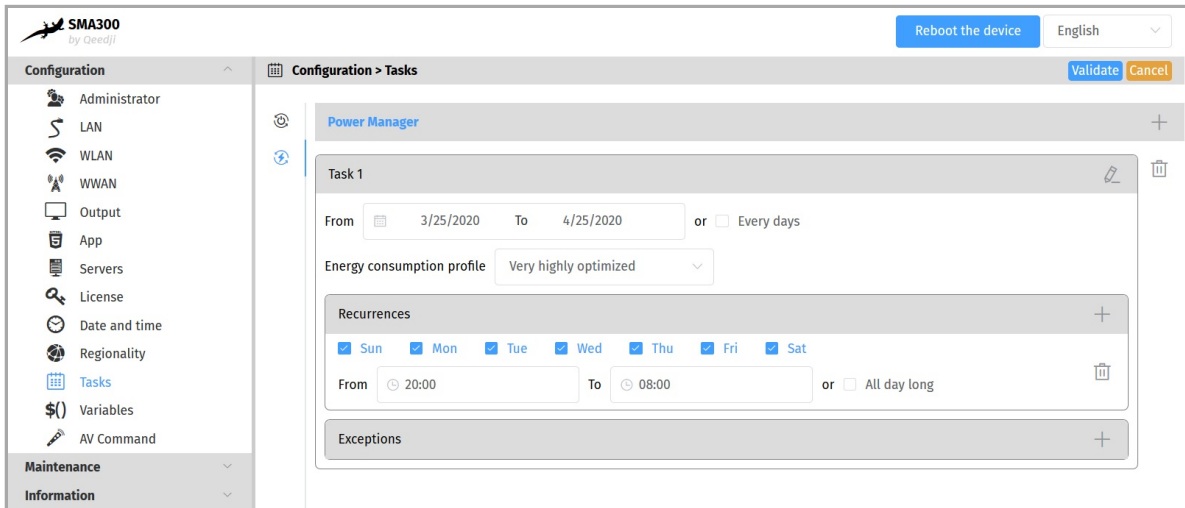 SMA300
by Qeedji
Reboot the device
English
Configuration
Configuration > Tasks
Validate
Cancel
Administrator
LAN
WLAN
WWAN
Output
App
Servers
License
Date and time
Regionality
Tasks
$() Variables
AV Command
Maintenance
Information
Power Manager
Task 1
From 3/25/2020 To 4/25/2020 or Every days
Energy consumption profile Very highly optimized
Recurrences
Sun Mon Tue Wed Thu Fri Sat
From 20:00 To 08:00 or All day long
Exceptions